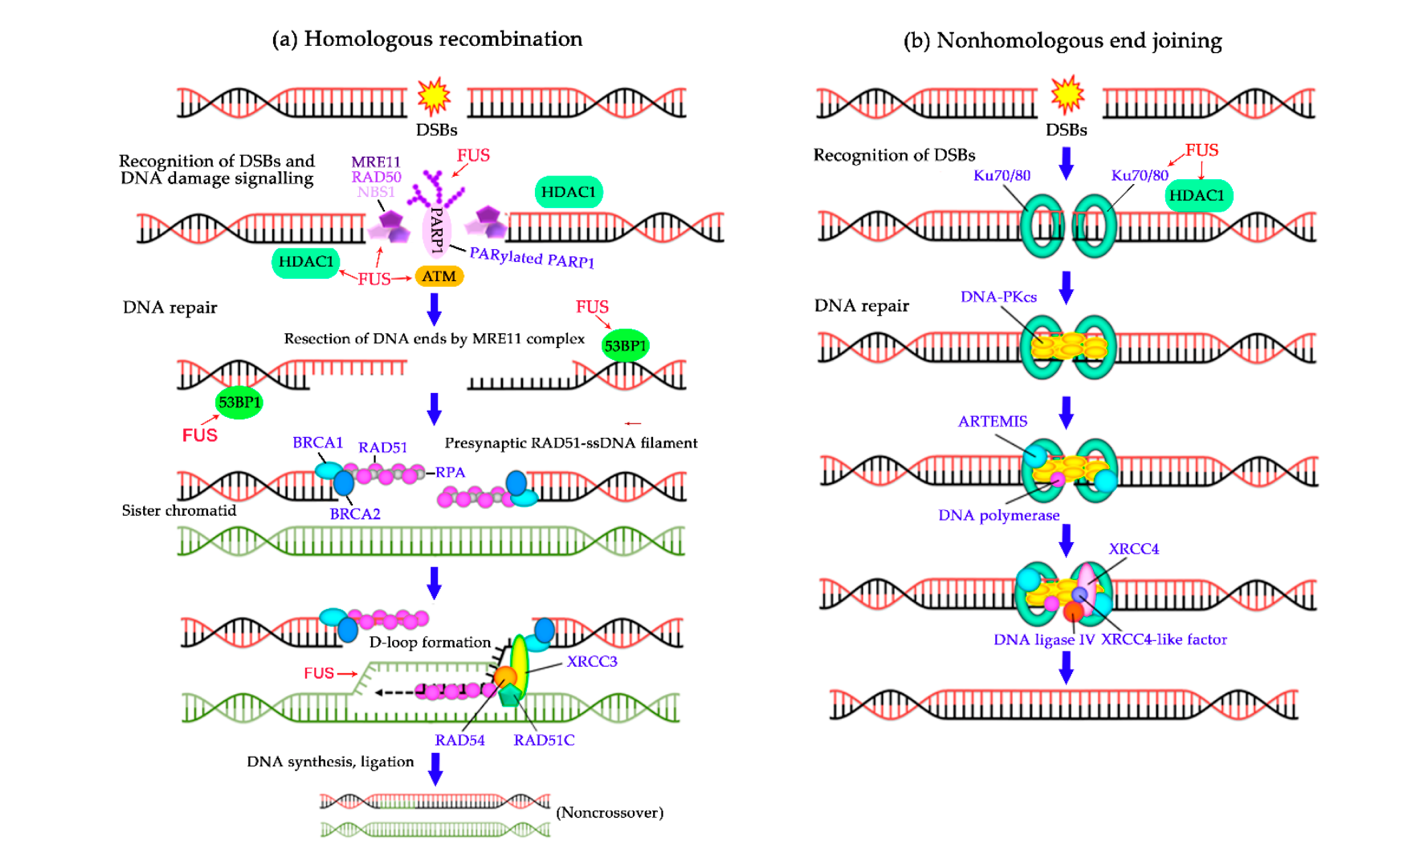 (a) Homologous recombination
DSBs
Recognition of DSBs and
DNA damage signalling
MRE11
RAD50
NBS1
FUS
PARP1
HDAC1
PARylated PARP1
HDAC1
FUS
ATM
DNA repair
Resection of DNA ends by MRE11 complex
FUS
53BP1
53BP1
FUS
Presynaptic RAD51-ssDNA filament
BRCA1
RAD51
RPA
BRCA2
Sister chromatid
D-loop formation
FUS
XRCC3
RAD54
RAD51C
DNA synthesis, ligation
(Noncrossover)
(b) Nonhomologous end joining
DSBs
Recognition of DSBs
FUS
Ku70/80
Ku70/80
HDAC1
DNA repair
DNA-PKcs
ARTEMIS
DNA polymerase
XRCC4
DNA ligase IV
XRCC4-like factor